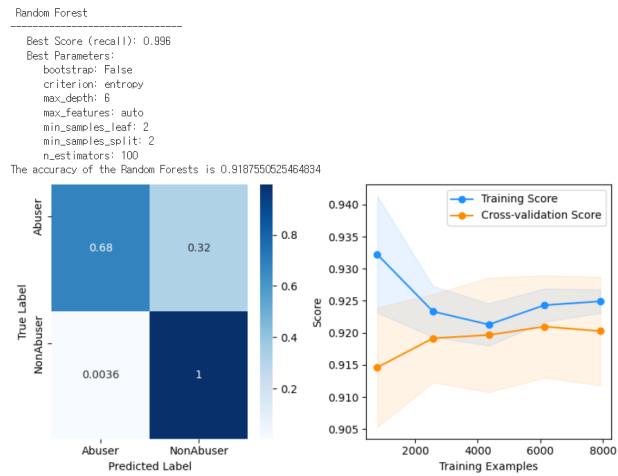 Random Forest
--------------------------------
Best Score (recall): 0.996
Best Parameters:
bootstrap: False
criterion: entropy
max_depth: 6
max_features: auto
min_samples_leaf: 2
min_samples_split: 2
n_estimators: 100
The accuracy of the Random Forests is 0.9187550525464834
True Label
Abuser
NonAbuser
0.68
0.32
0.0036
1
Abuser
NonAbuser
Predicted Label
0.8
0.6
0.4
0.2
Score
0.940
0.935
0.930
0.925
0.920
0.915
0.910
0.905
Training Score
Cross-validation Score
2000
4000
6000
8000
Training Examples